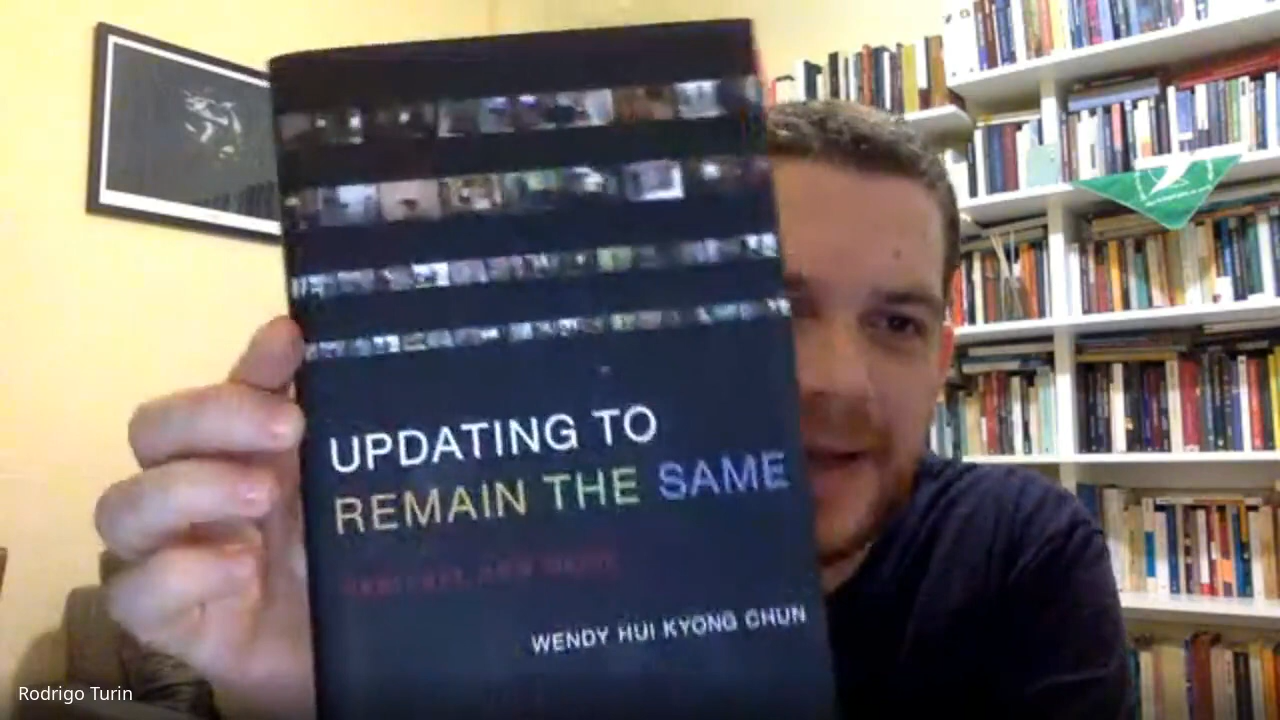 UPDATING TO
REMAIN THE SAME
WENDY HUI KYONG CHUN
Rodrigo Turin